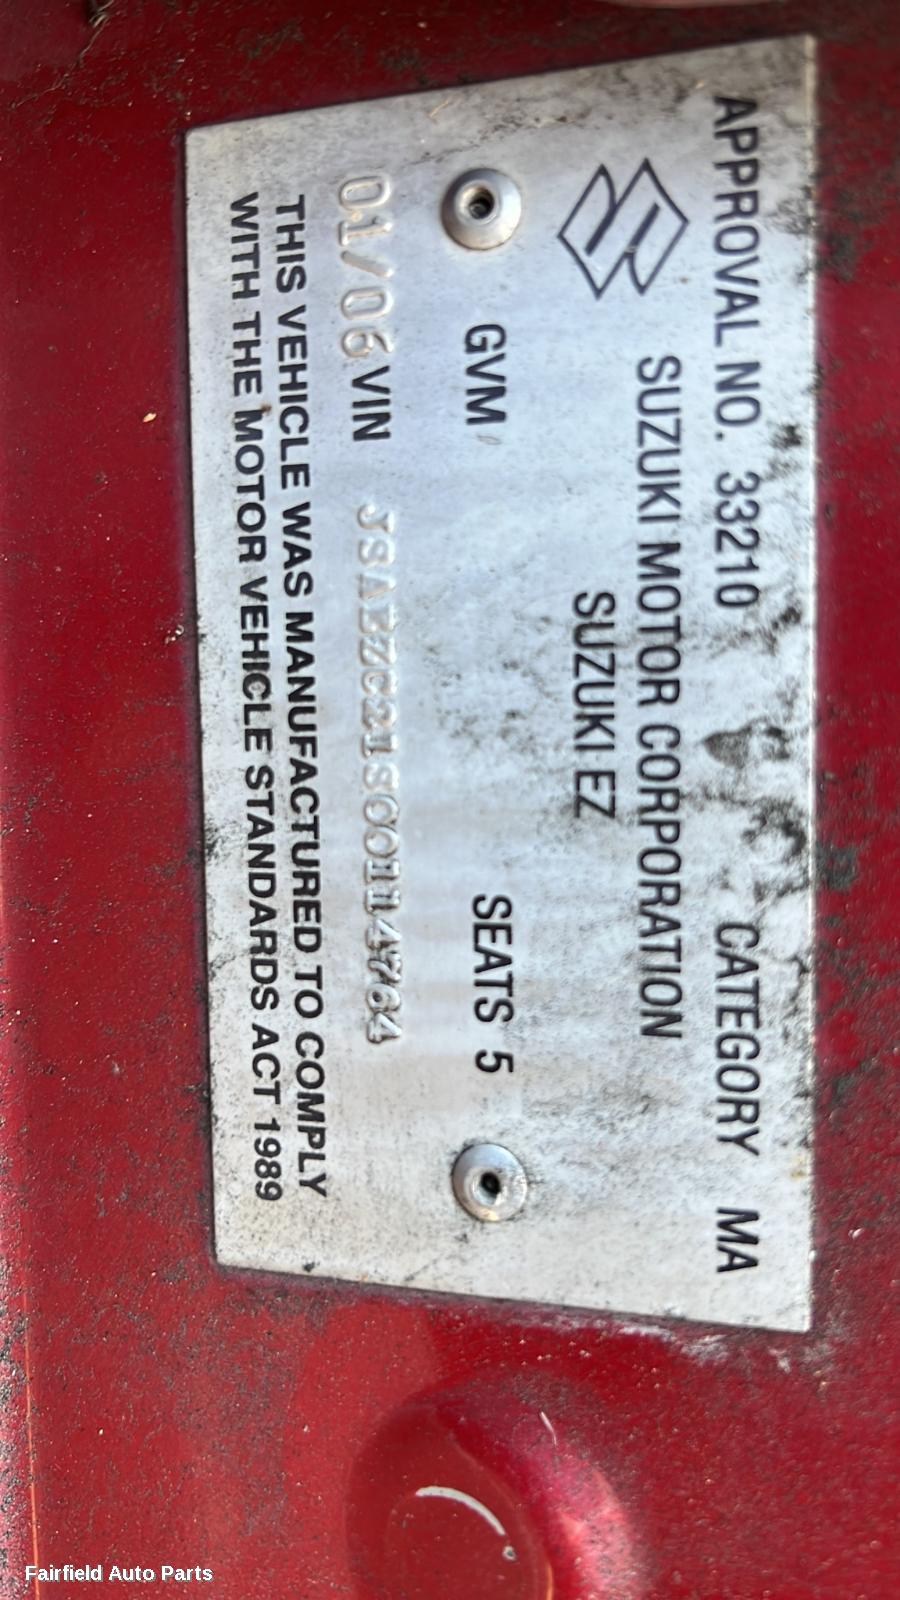 APPROVAL NO. 33210 CATEGORY MA
SUZUKI MOTOR CORPORATION
SUZUKI EZ
GVM SEATS 5
01/06 VIN JSAEZC21S00114764
THIS VEHICLE WAS MANUFACTURED TO COMPLY
WITH THE MOTOR VEHICLE STANDARDS ACT 1989
Fairfield Auto Parts